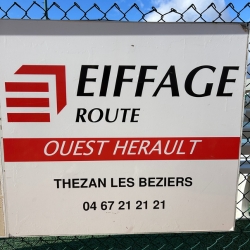 EIFFAGE
ROUTE
OUEST HERAULT
THEZAN LES BEZIERS
04 67 21 21 21